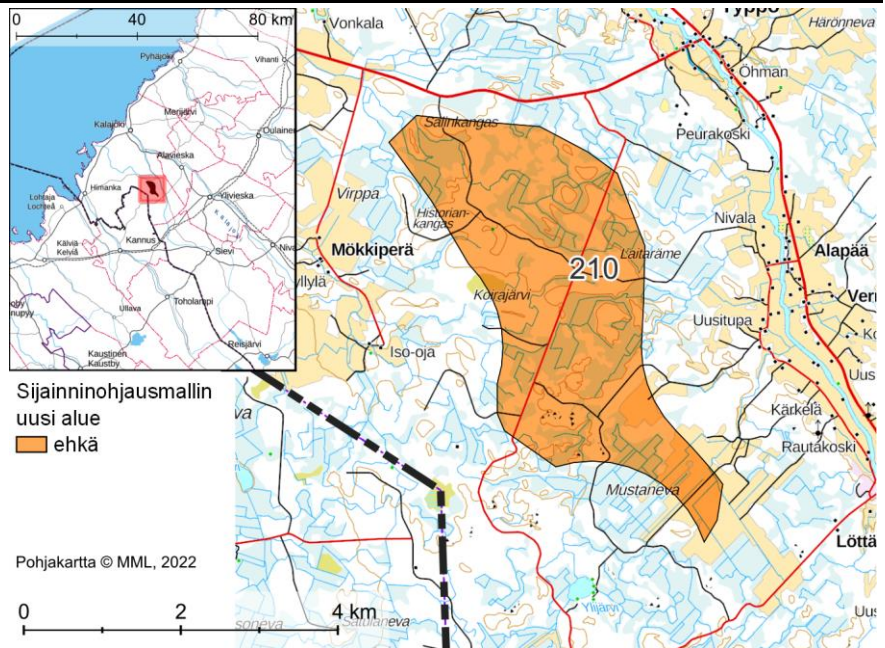 0 40 80 km
Pyhäjoki
Vihanti
Merijärvi
Kalajoki
Oulainen
Alavieska
Himanka
Ylivieska
Lohtaja
Lochteå
Kälviä
Kelviå
Kannus
Sievi
Ullava
Toholampi
Kaustinen
Kaustby
Reisjärvi
Vonkala
Typpö
Härönneva
Öhman
Salinkangas
Peurakoski
Virppa
Historian-
kangas
Nivala
Mökkiperä
Laitaräme
Alapää
210
Koirajärvi
Uusitupa
Iso-oja
Kärkelä
Rautakoski
Mustaneva
Löttä
Ylijärvi
Satulaneva
Sijainninohjausmallin
uusi alue
ehkä
Pohjakartta © MML, 2022
0 2 4 km